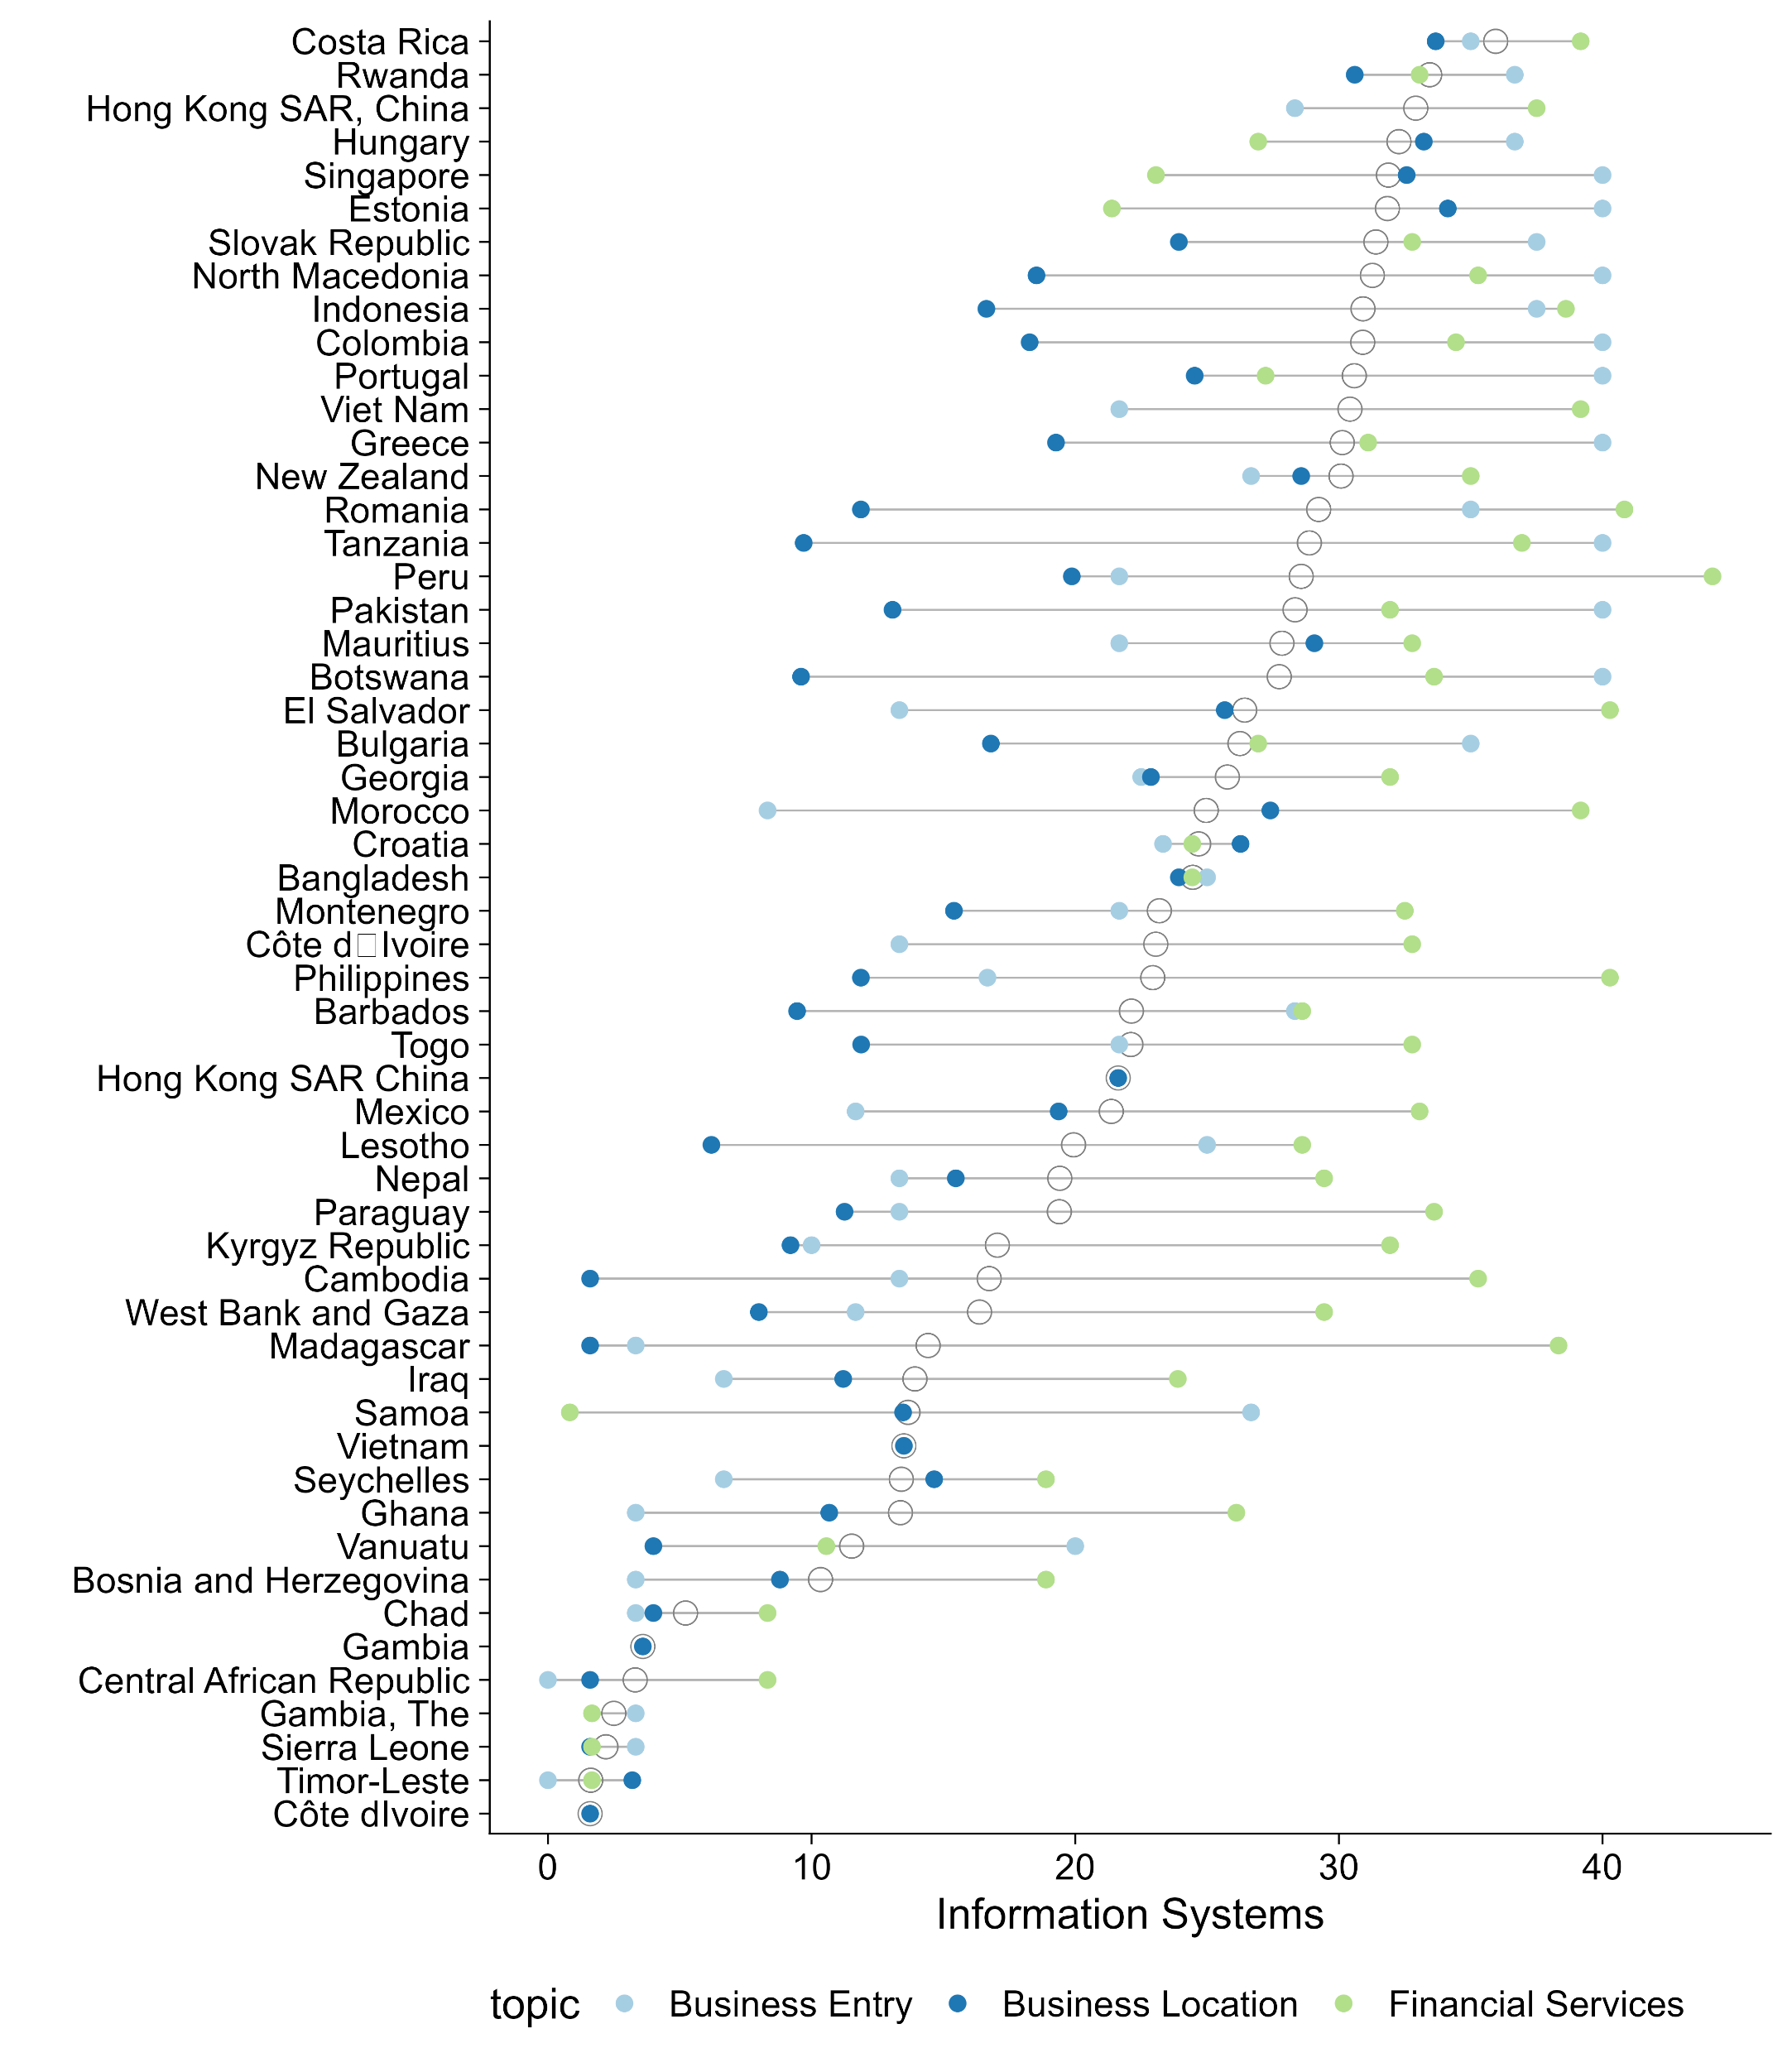 Costa Rica
Rwanda
Hong Kong SAR, China
Hungary
Singapore
Estonia
Slovak Republic
North Macedonia
Indonesia
Colombia
Portugal
Viet Nam
Greece
New Zealand
Romania
Tanzania
Peru
Pakistan
Mauritius
Botswana
El Salvador
Bulgaria
Georgia
Morocco
Croatia
Bangladesh
Montenegro
Côte d□Ivoire
Philippines
Barbados
Togo
Hong Kong SAR China
Mexico
Lesotho
Nepal
Paraguay
Kyrgyz Republic
Cambodia
West Bank and Gaza
Madagascar
Iraq
Samoa
Vietnam
Seychelles
Ghana
Vanuatu
Bosnia and Herzegovina
Chad
Gambia
Central African Republic
Gambia, The
Sierra Leone
Timor-Leste
Côte dIvoire
0 10 20 30 40
Information Systems
topic Business Entry Business Location Financial Services